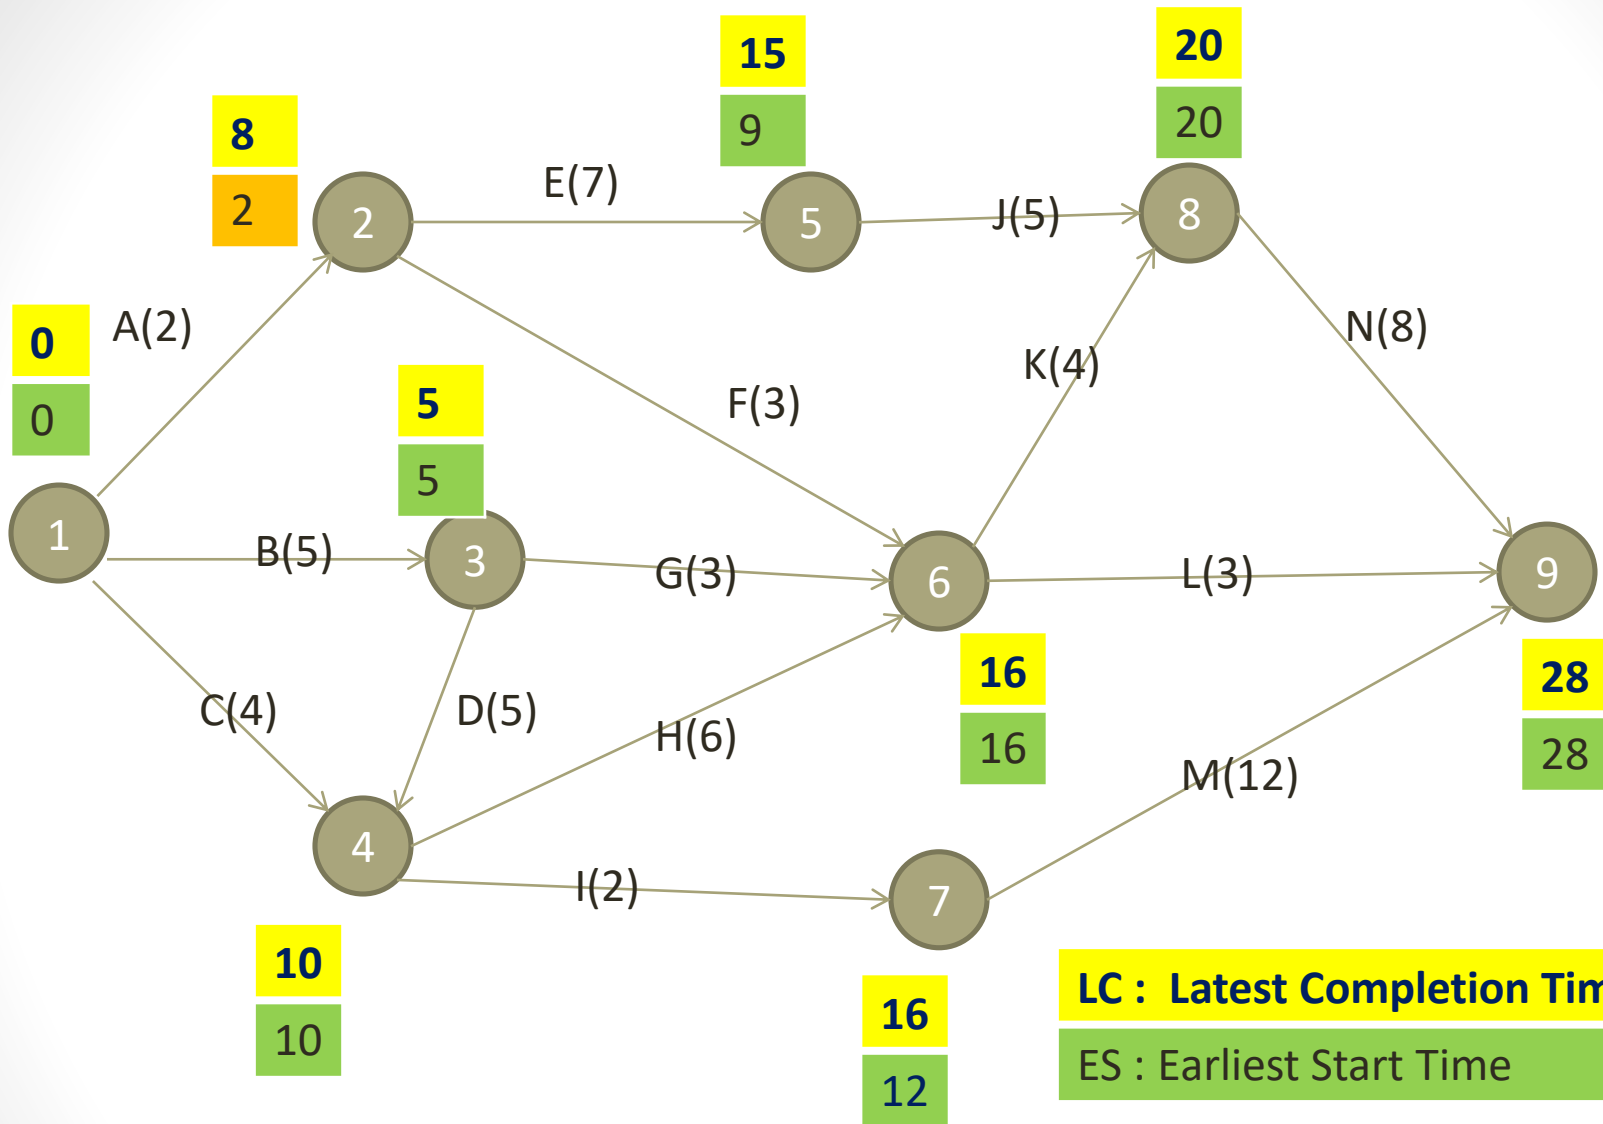 15
9
20
20
8
2
E(7)
2
5
J(5)
8
0
0
A(2)
N(8)
K(4)
5
5
F(3)
1
B(5)
3
G(3)
6
L(3)
9
C(4)
D(5)
H(6)
16
16
28
28
M(12)
4
I(2)
7
10
10
16
12
LC : Latest Completion Tim
ES : Earliest Start Time